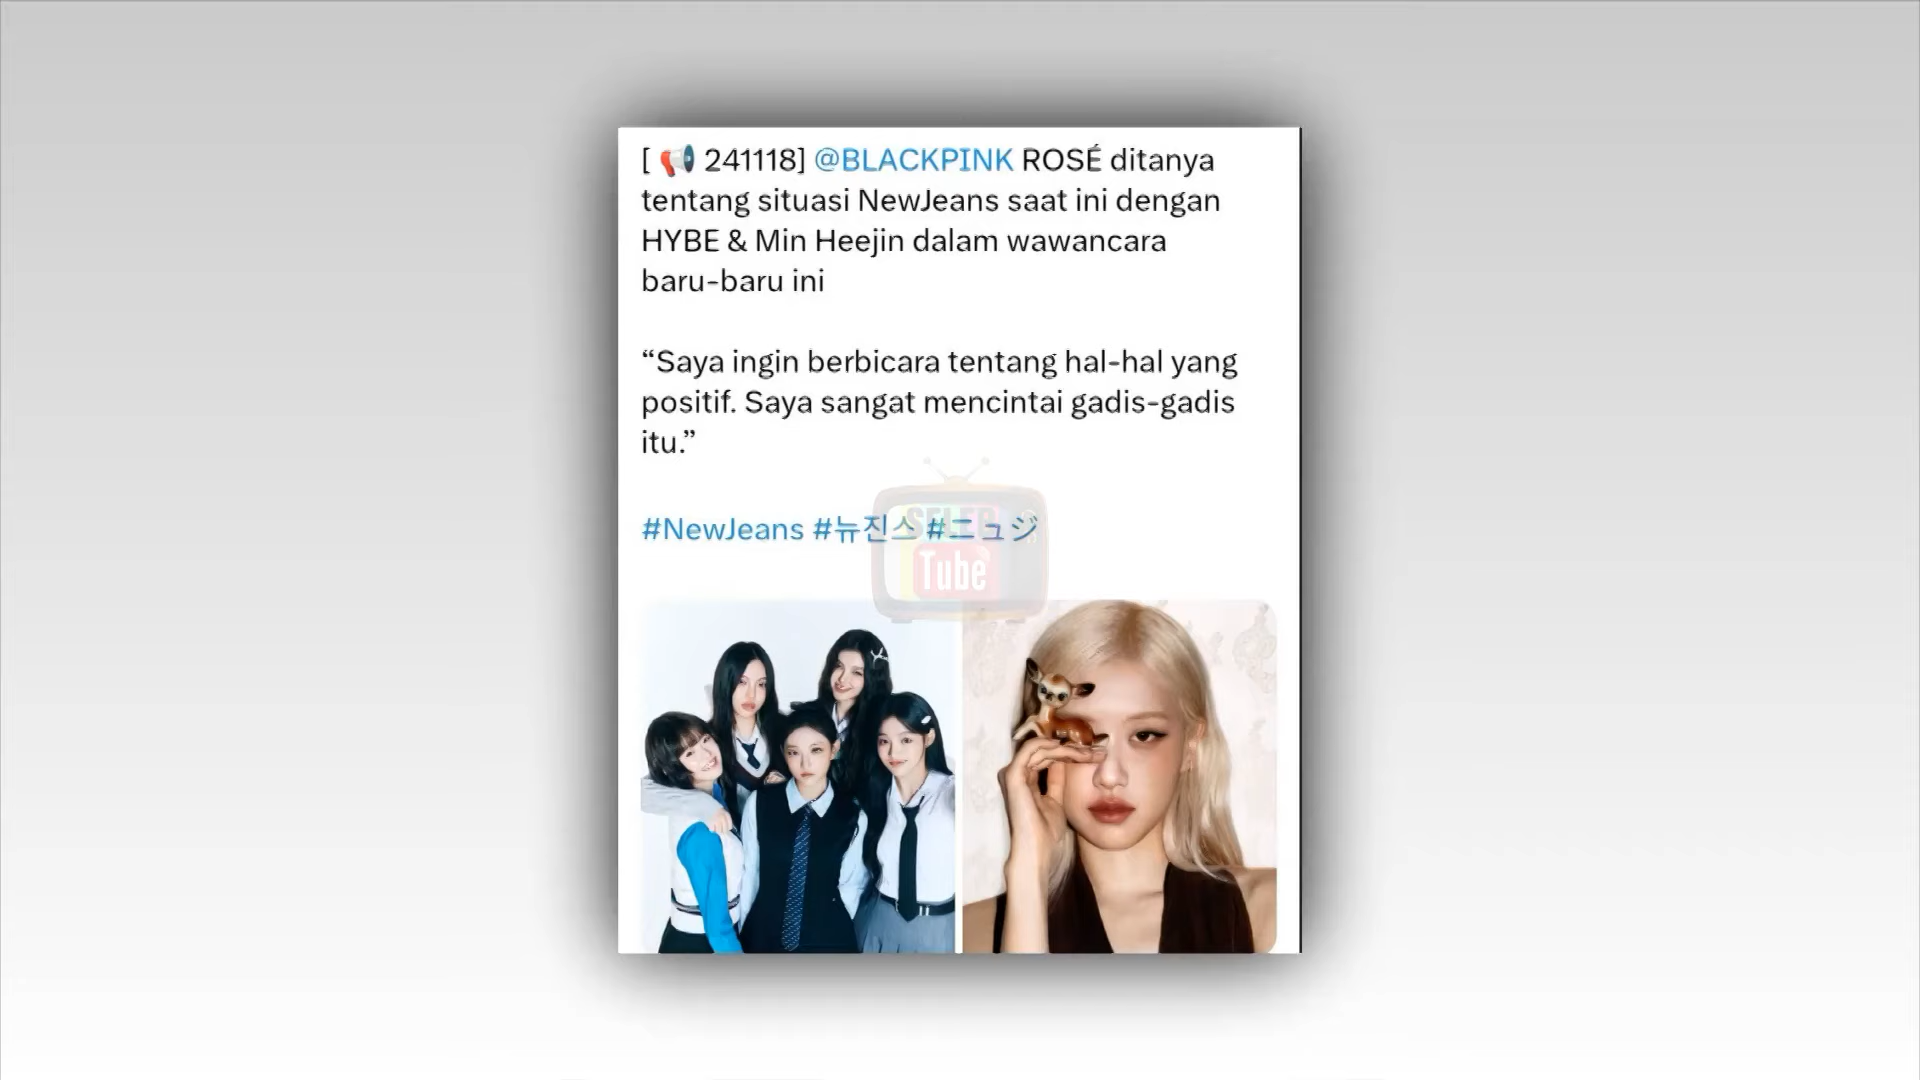 [ 📢 241118] @BLACKPINK ROSÉ ditanya
tentang situasi NewJeans saat ini dengan
HYBE & Min Heejin dalam wawancara
baru-baru ini
“Saya ingin berbicara tentang hal-hal yang
positif. Saya sangat mencintai gadis-gadis
itu.”
#NewJeans #뉴진스 #ニュジ
SELEB
Tube